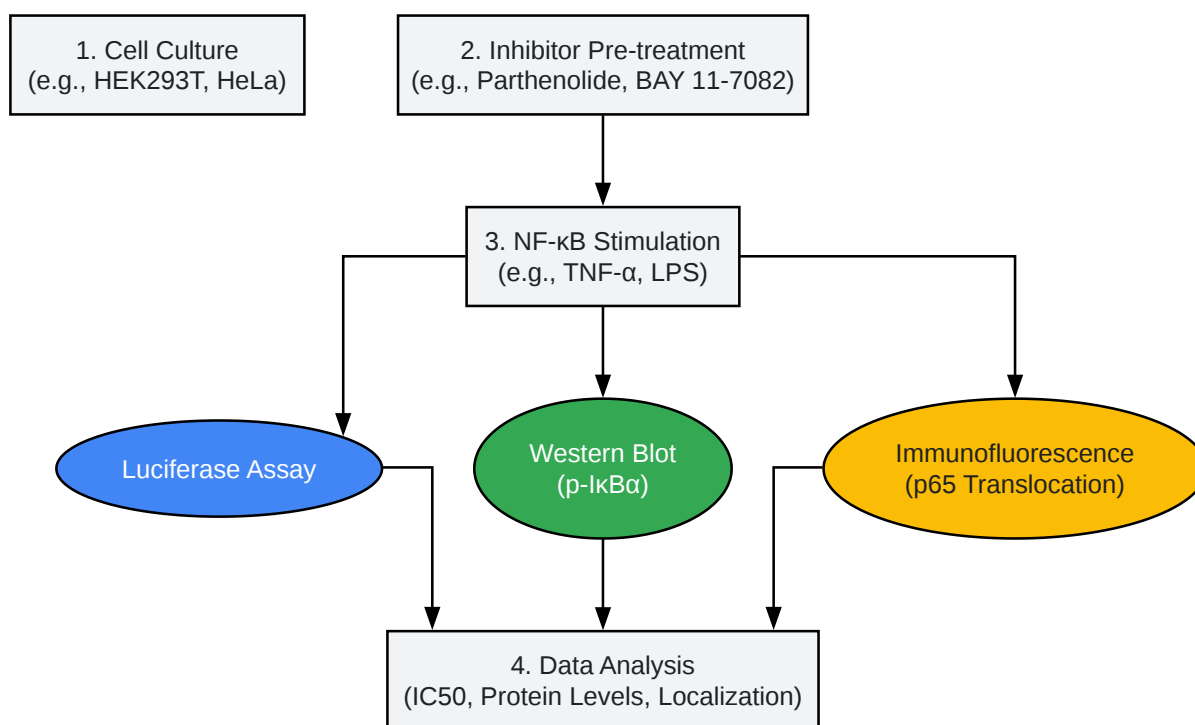 1. Cell Culture
(e.g., HEK293T, HeLa)
2. Inhibitor Pre-treatment
(e.g., Parthenolide, BAY 11-7082)
3. NF-κB Stimulation
(e.g., TNF-α, LPS)
Luciferase Assay
Western Blot
(p-IκBα)
Immunofluorescence
(p65 Translocation)
4. Data Analysis
(IC50, Protein Levels, Localization)